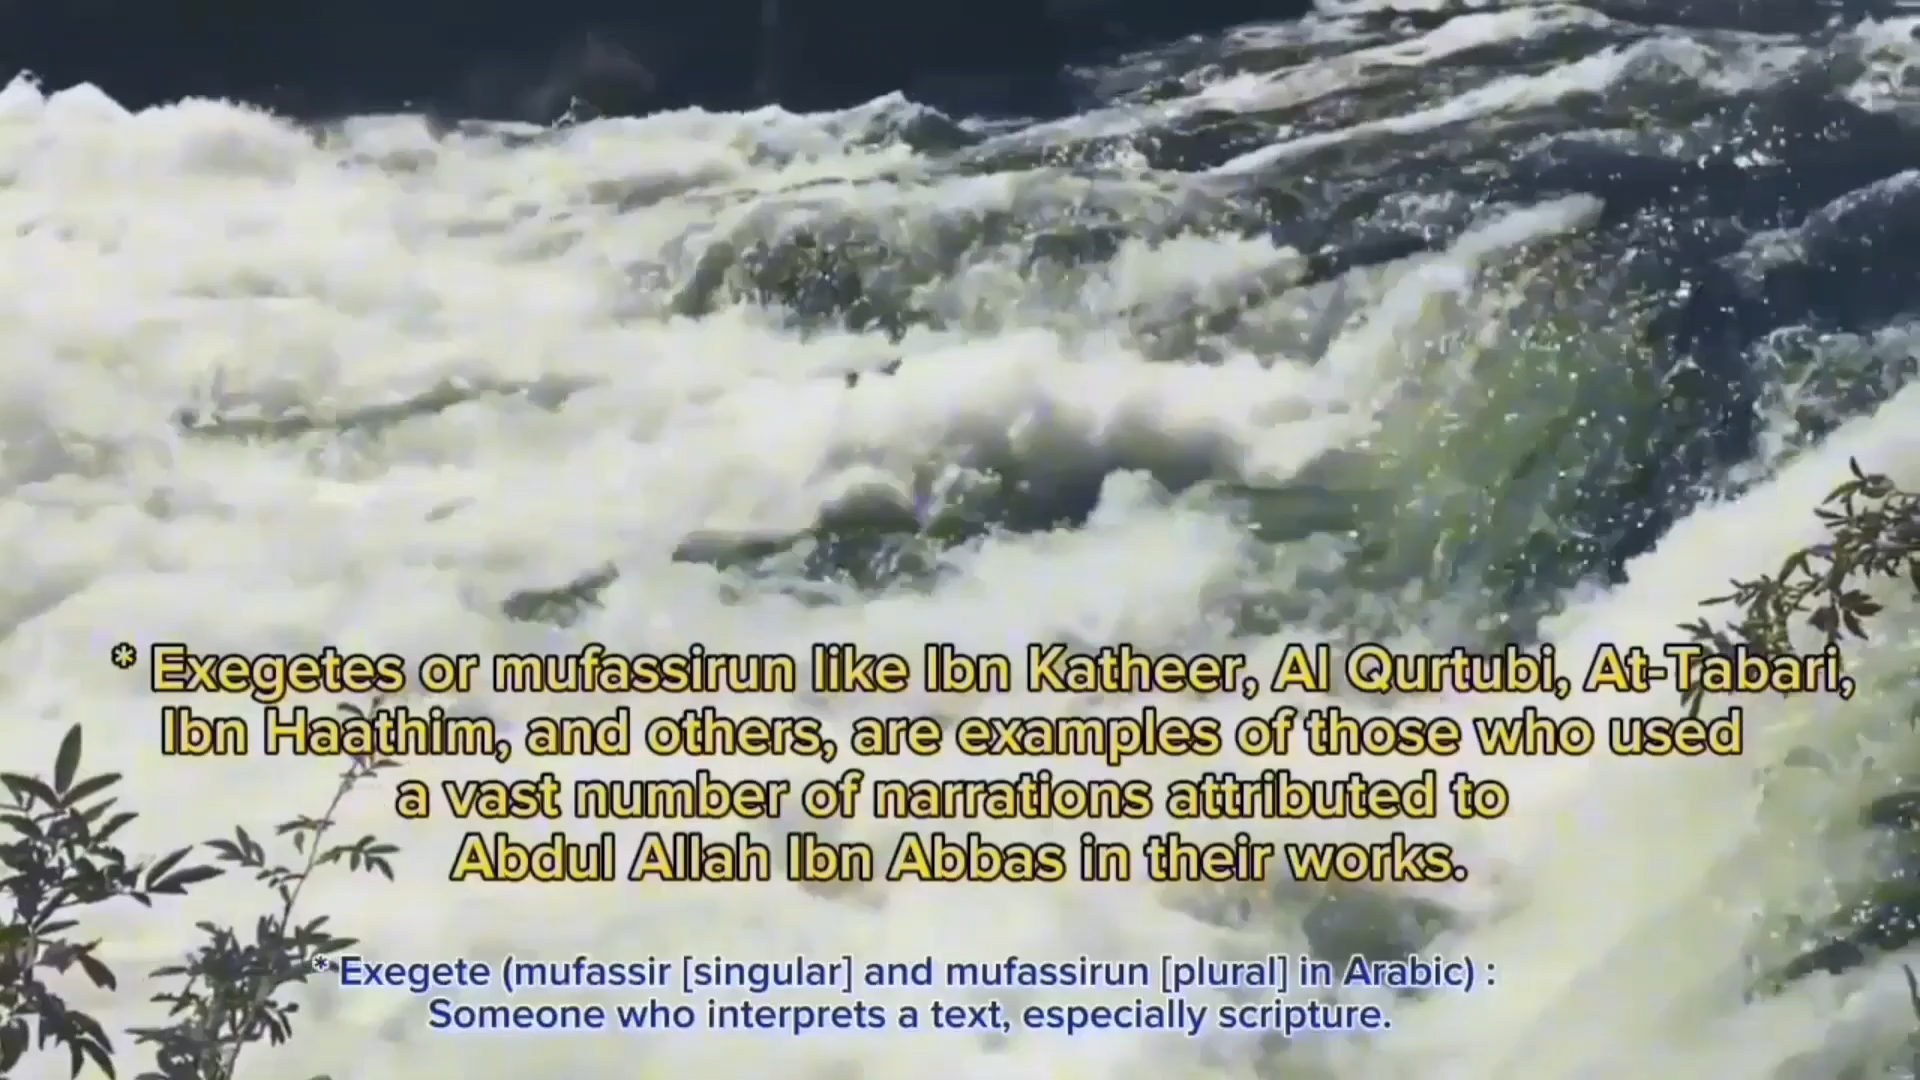 * Exegetes or mufassirun like Ibn Katheer, Al Qurtubi, At-Tabari,
Ibn Haathim, and others, are examples of those who used
a vast number of narrations attributed to
Abdul Allah Ibn Abbas in their works.
* Exegete (mufassir [singular] and mufassirun [plural] in Arabic) :
Someone who interprets a text, especially scripture.